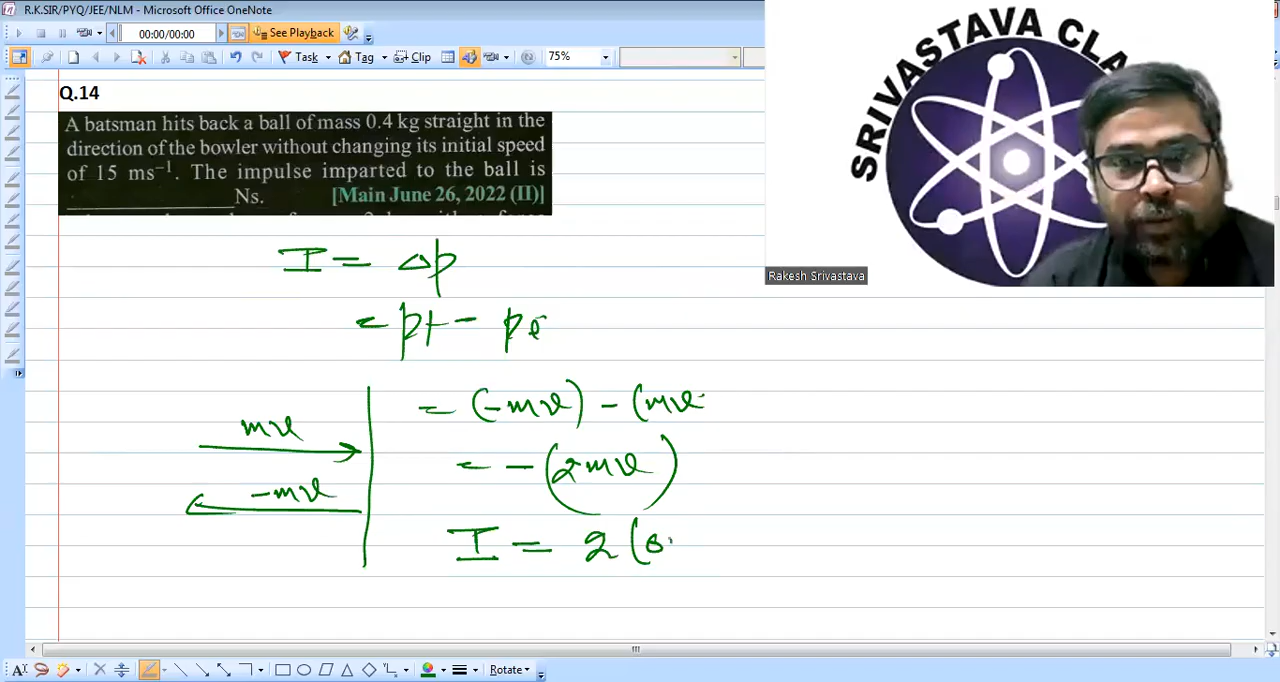 R.K.SIR/PYQ/JEE/NLM - Microsoft Office OneNote
00:00/00:00 See Playback
Task Tag Clip 75%
SRIVASTAVA CLA
Rakesh Srivastava
Q.14
A batsman hits back a ball of mass 0.4 kg straight in the
direction of the bowler without changing its initial speed
of 15 ms⁻¹. The impulse imparted to the ball is
____________Ns. [Main June 26, 2022 (II)]
I = Δp
= pf - pi
= (-mv) - (mv
mv
= -(2mv)
-mv
I = 2(0.
Rotate